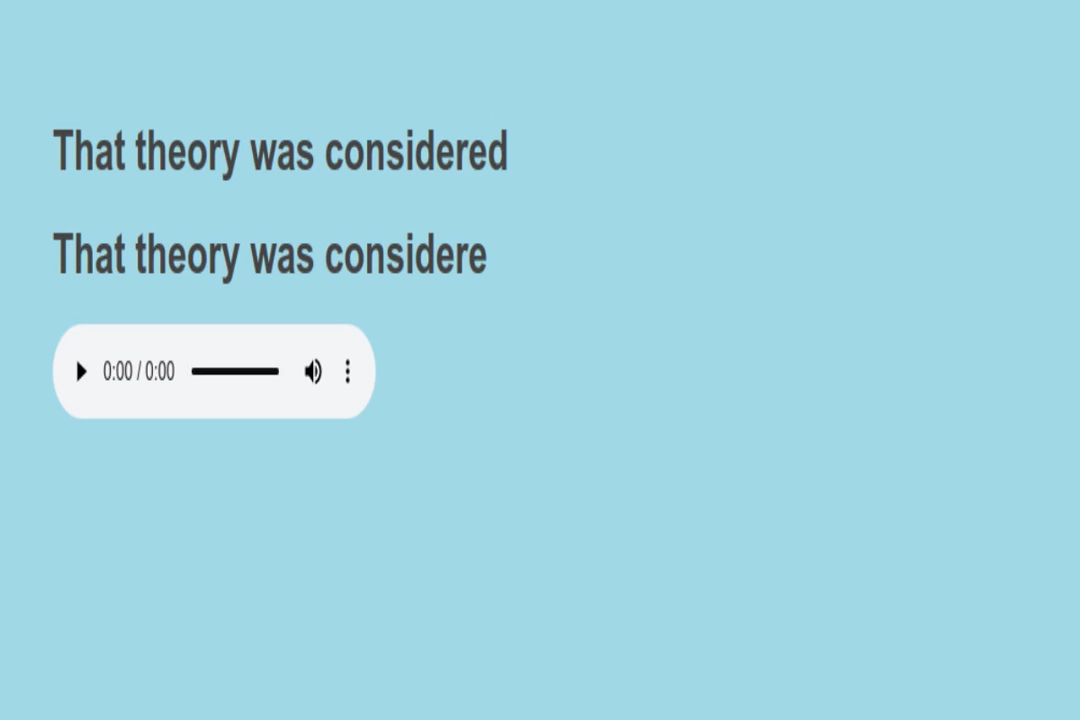 That theory was considered
That theory was considere
0:00 / 0:00